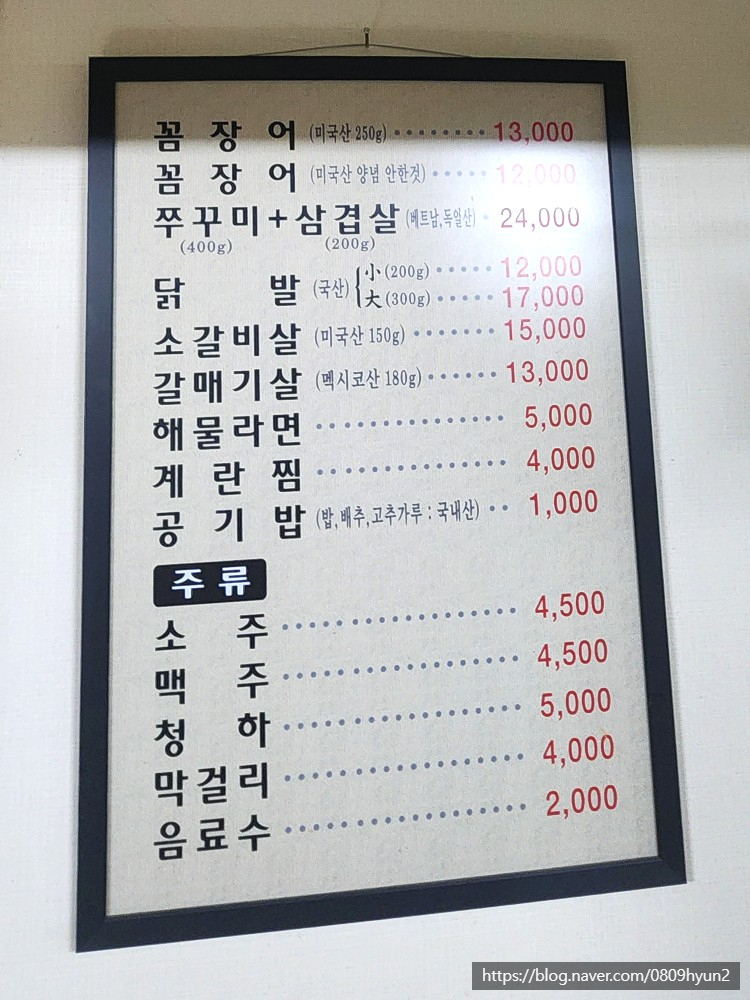 꼼장어 (미국산 250g) 13,000
꼼장어 (미국산 양념 안한것) 12,000
쭈꾸미+삼겹살 (베트남,독일산) 24,000
(400g) (200g)
닭발 (국산) 小(200g) 12,000
大(300g) 17,000
소갈비살 (미국산 150g) 15,000
갈매기살 (멕시코산 180g) 13,000
해물라면 5,000
계란찜 4,000
공기밥 (밥,배추,고추가루 : 국내산) 1,000
주류
소주 4,500
맥주 4,500
청하 5,000
막걸리 4,000
음료수 2,000
https://blog.naver.com/0809hyun2